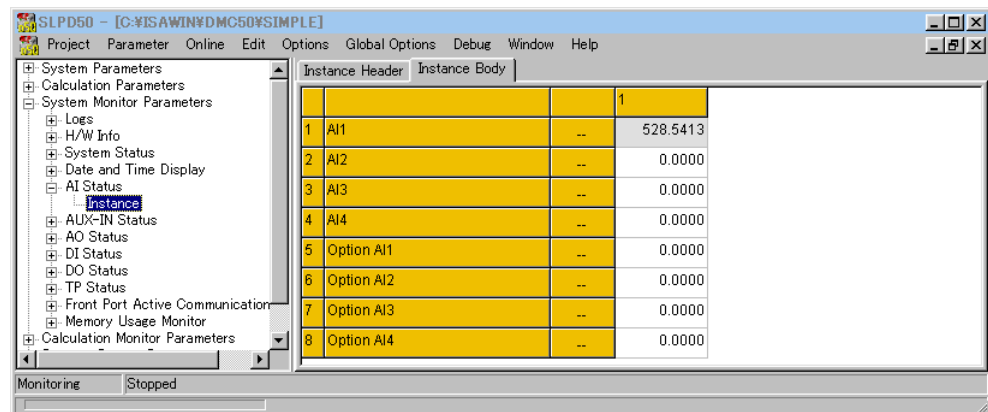 SLPD50 - [C:¥ISAWIN¥DMC50¥SIMPLE]
Project Parameter Online Edit Options Global Options Debug Window Help
System Parameters
Calculation Parameters
System Monitor Parameters
Logs
H/W Info
System Status
Date and Time Display
AI Status
Instance
AUX-IN Status
AO Status
DI Status
DO Status
TP Status
Front Port Active Communication
Memory Usage Monitor
Calculation Monitor Parameters
Instance Header Instance Body
1
1 AI1 -- 528.5413
2 AI2 -- 0.0000
3 AI3 -- 0.0000
4 AI4 -- 0.0000
5 Option AI1 -- 0.0000
6 Option AI2 -- 0.0000
7 Option AI3 -- 0.0000
8 Option AI4 -- 0.0000
Monitoring Stopped